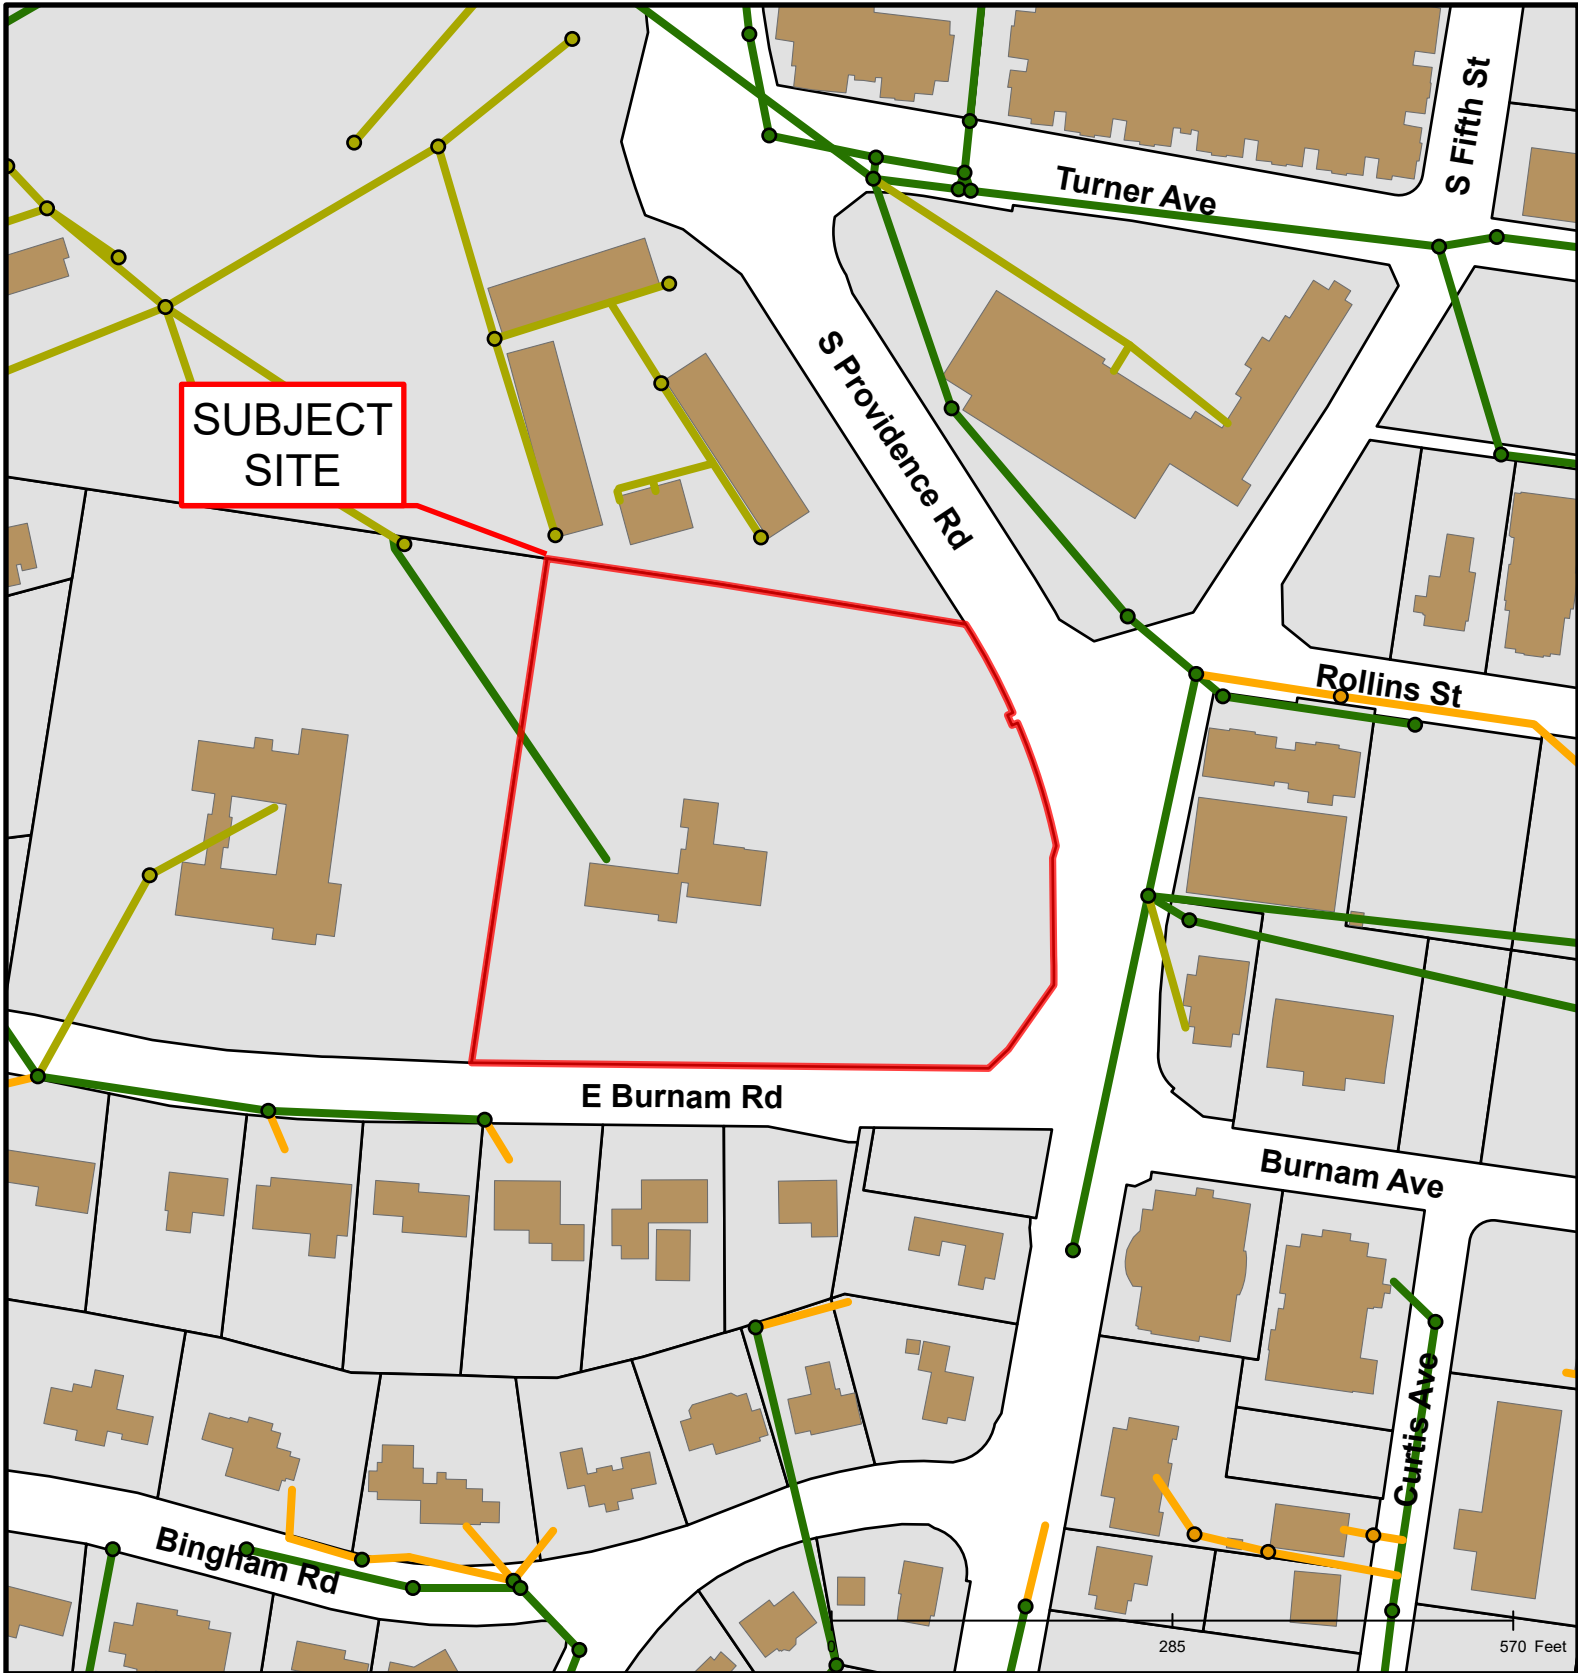 S Fifth St
Turner Ave
S Providence Rd
SUBJECT
SITE
Rollins St
E Burnam Rd
Burnam Ave
Curtis Ave
Bingham Rd
0 285 570 Feet